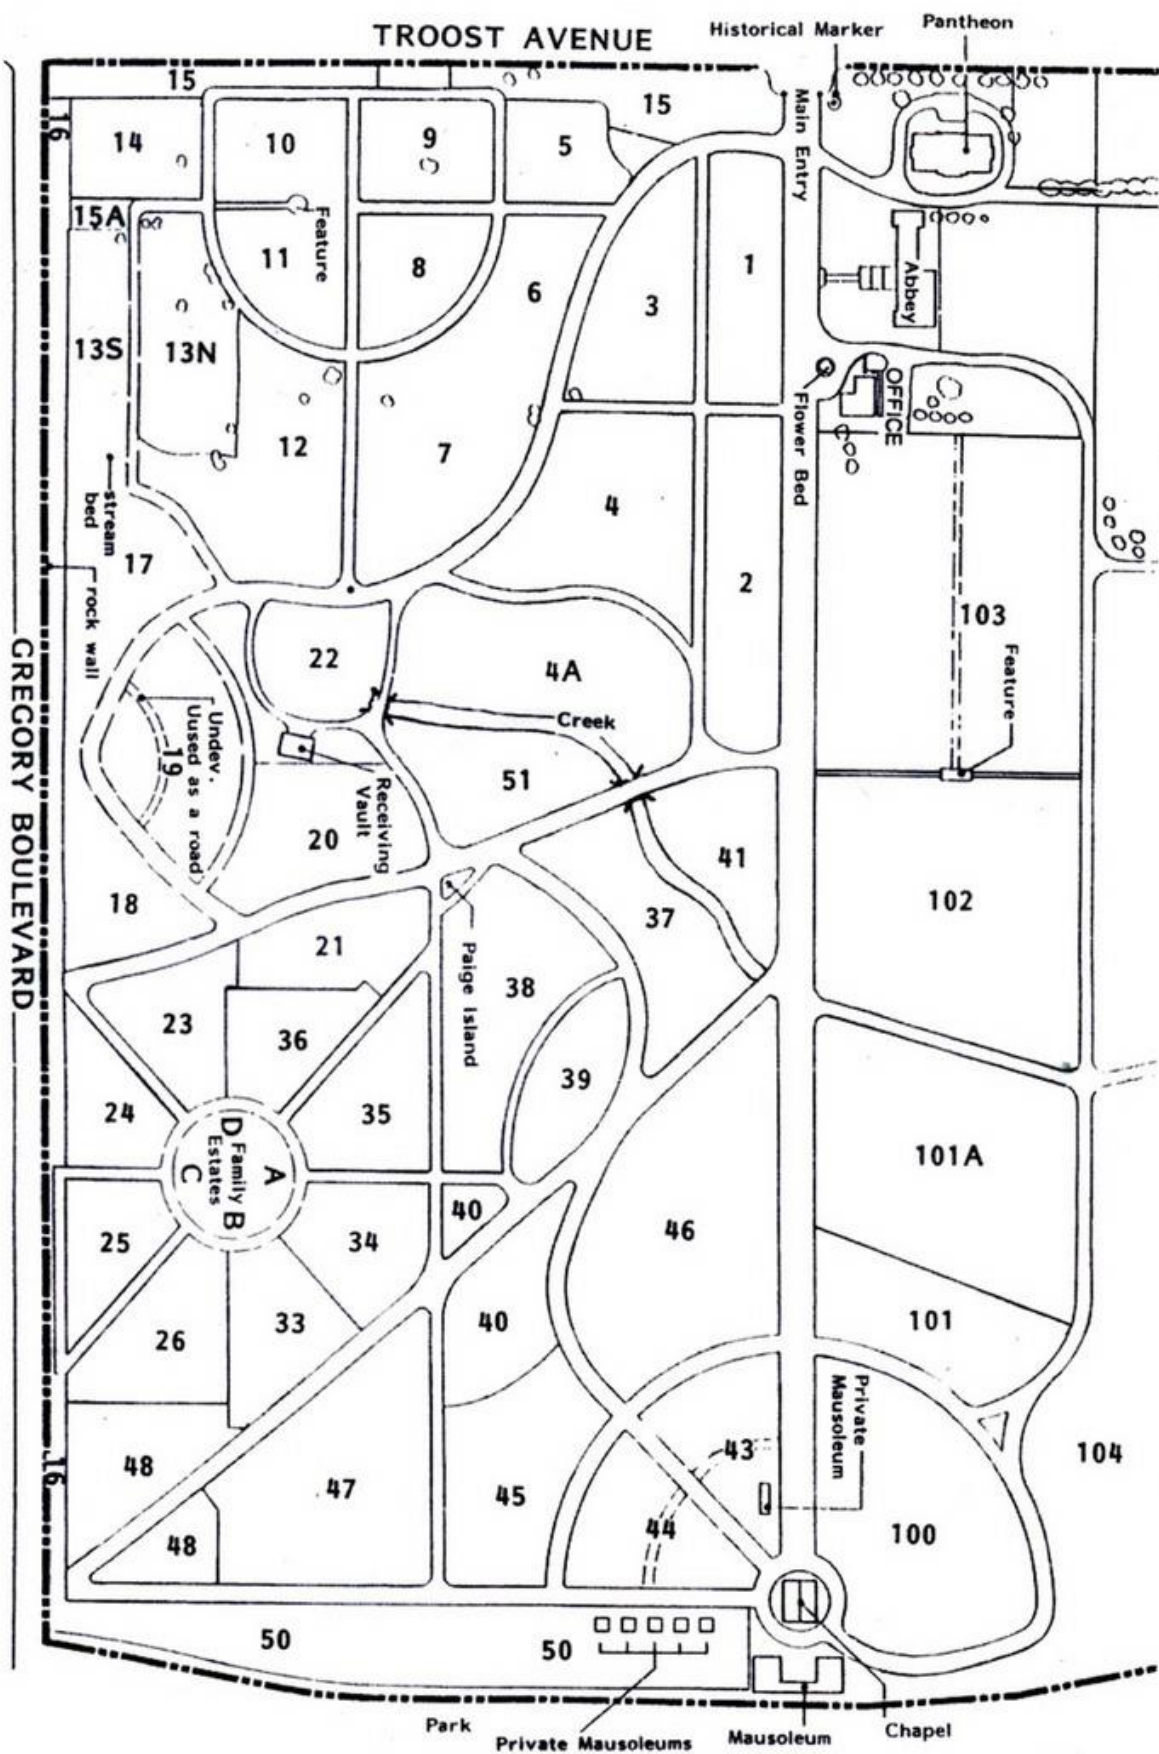 TROOST AVENUE
Historical Marker
Pantheon
15
15
16
14
10
9
5
Main Entry
15A
Feature
11
8
6
3
1
Abbey
13S
13N
12
7
4
2
Flower Bed
OFFICE
stream
bed
17
rock wall
103
Feature
22
4A
Creek
Undev.
Uused as a road
19
Receiving
Vault
51
20
41
GREGORY BOULEVARD
18
21
37
102
Paige Island
38
23
36
39
24
35
101A
D
A
Family
Estates
C
B
40
25
34
46
26
33
40
101
Private
Mausoleum
16
48
47
45
43
104
48
44
100
50
50
Park
Private Mausoleums
Mausoleum
Chapel